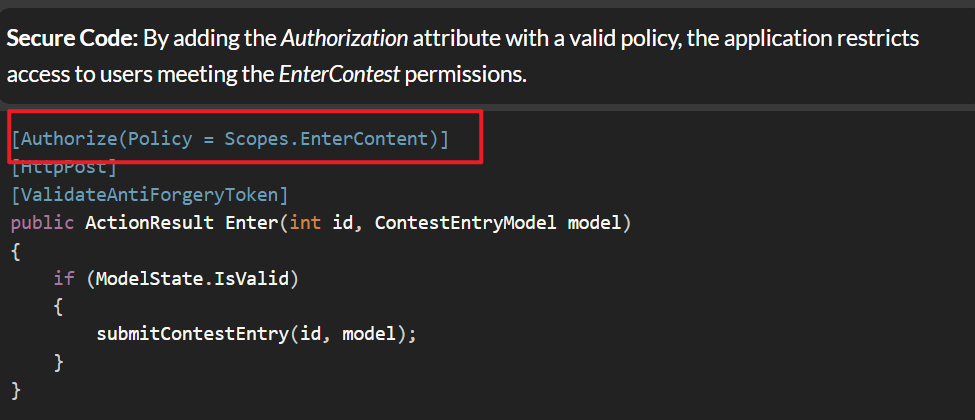 Secure Code: By adding the Authorization attribute with a valid policy, the application restricts
access to users meeting the EnterContest permissions.
[Authorize(Policy = Scopes.EnterContent)]
[HttpPost]
[ValidateAntiForgeryToken]
public ActionResult Enter(int id, ContestEntryModel model)
{
    if (ModelState.IsValid)
    {
        submitContestEntry(id, model);
    }
}